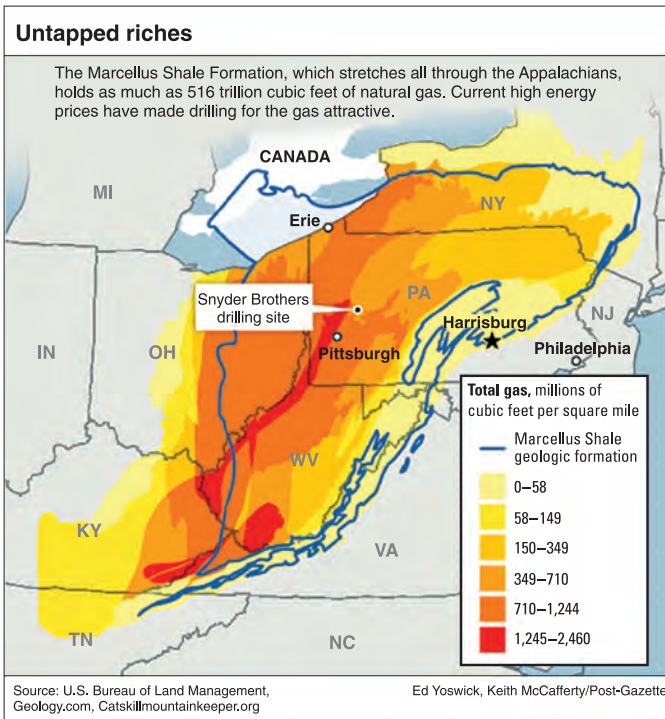 Untapped riches
The Marcellus Shale Formation, which stretches all through the Appalachians,
holds as much as 516 trillion cubic feet of natural gas. Current high energy
prices have made drilling for the gas attractive.
CANADA
MI
NY
Erie
Snyder Brothers
drilling site
PA
NJ
Harrisburg
IN
OH
Pittsburgh
Philadelphia
Total gas, millions of
cubic feet per square mile
Marcellus Shale
geologic formation
0–58
58–149
150–349
349–710
710–1,244
1,245–2,460
WV
KY
VA
TN
NC
Source: U.S. Bureau of Land Management,
Geology.com, Catskillmountainkeeper.org
Ed Yoswick, Keith McCafferty/Post-Gazette